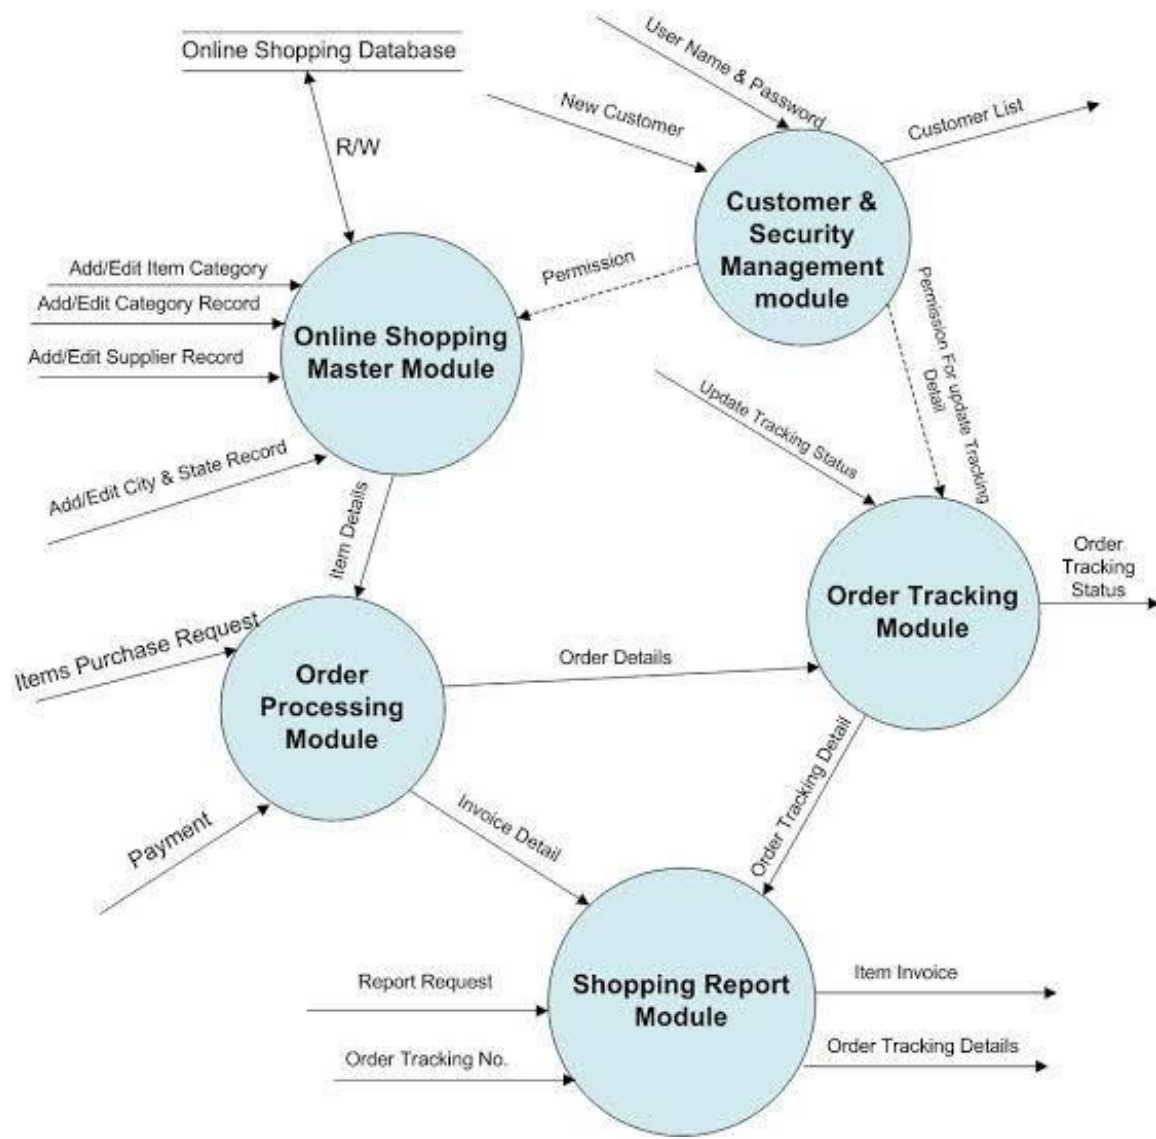 Online Shopping Database
User Name & Password
New Customer
Customer List
R/W
Customer &
Security
Management
module
Add/Edit Item Category
Permission
Add/Edit Category Record
Online Shopping
Master Module
Add/Edit Supplier Record
Permission For update Tracking
Detail
Update Tracking Status
Add/Edit City & State Record
Item Details
Order
Tracking
Status
Order Tracking
Module
Items Purchase Request
Order Details
Order
Processing
Module
Order Tracking Detail
Invoice Detail
Payment
Shopping Report
Module
Report Request
Item Invoice
Order Tracking No.
Order Tracking Details